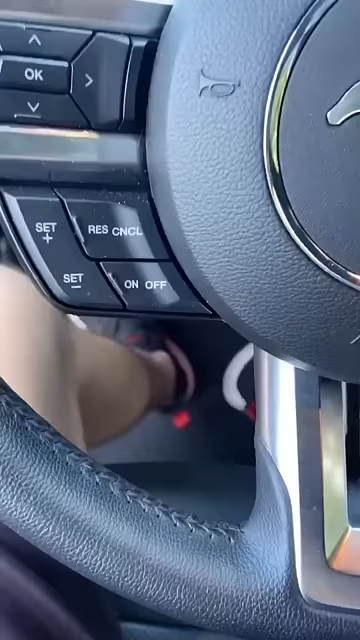 OK
SET
+
RES CNCL
SET
−
ON OFF